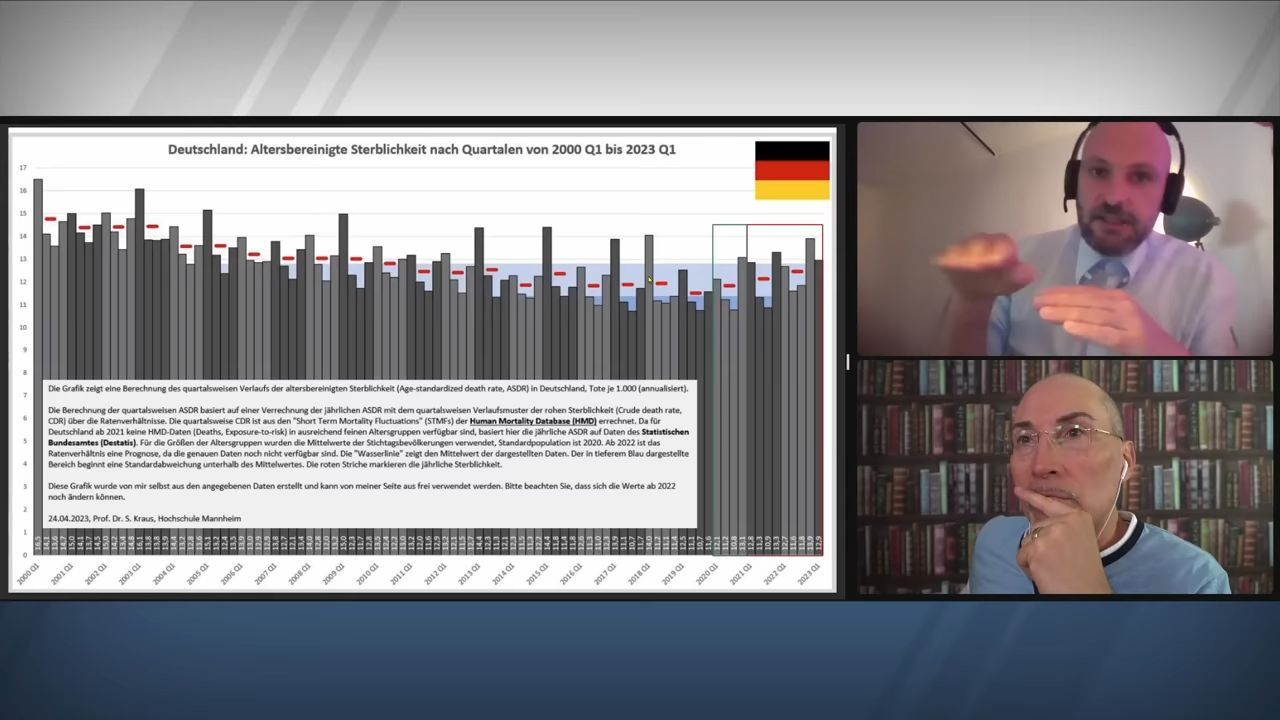 Deutschland: Altersbereinigte Sterblichkeit nach Quartalen von 2000 Q1 bis 2023 Q1
17
16
15
14
13
12
11
10
9
8
7
6
5
4
3
2
1
0
Die Grafik zeigt eine Berechnung des quartalsweisen Verlaufs der altersbereinigten Sterblichkeit (Age-standardized death rate, ASDR) in Deutschland, Tote je 1.000 (annualisiert).
Die Berechnung der quartalsweisen ASDR basiert auf einer Verrechnung der jährlichen ASDR mit dem quartalsweisen Verlaufsmuster der rohen Sterblichkeit (Crude death rate,
CDR) über die Ratenverhältnisse. Die quartalsweise CDR ist aus den "Short Term Mortality Fluctuations" (STMFs) der Human Mortality Database (HMD) errechnet. Da für
Deutschland ab 2021 keine HMD-Daten (Deaths, Exposure-to-risk) in ausreichend feinen Altersgruppen verfügbar sind, basiert hier die jährliche ASDR auf Daten des Statistischen
Bundesamtes (Destatis). Für die Größen der Altersgruppen wurden die Mittelwerte der Stichtagsbevölkerungen verwendet, Standardpopulation ist 2020. Ab 2022 ist das
Ratenverhältnis eine Prognose, da die genauen Daten noch nicht verfügbar sind. Die "Wasserlinie" zeigt den Mittelwert der dargestellten Daten. Der in tieferem Blau dargestellte
Bereich beginnt eine Standardabweichung unterhalb des Mittelwertes. Die roten Striche markieren die jährliche Sterblichkeit.
Diese Grafik wurde von mir selbst aus den angegebenen Daten erstellt und kann von meiner Seite aus frei verwendet werden. Bitte beachten Sie, dass sich die Werte ab 2022
noch ändern können.
24.04.2023, Prof. Dr. S. Kraus, Hochschule Mannheim
2000 Q1
2001 Q1
2002 Q1
2003 Q1
2004 Q1
2005 Q1
2006 Q1
2007 Q1
2008 Q1
2009 Q1
2010 Q1
2011 Q1
2012 Q1
2013 Q1
2014 Q1
2015 Q1
2016 Q1
2017 Q1
2018 Q1
2019 Q1
2020 Q1
2021 Q1
2022 Q1
2023 Q1